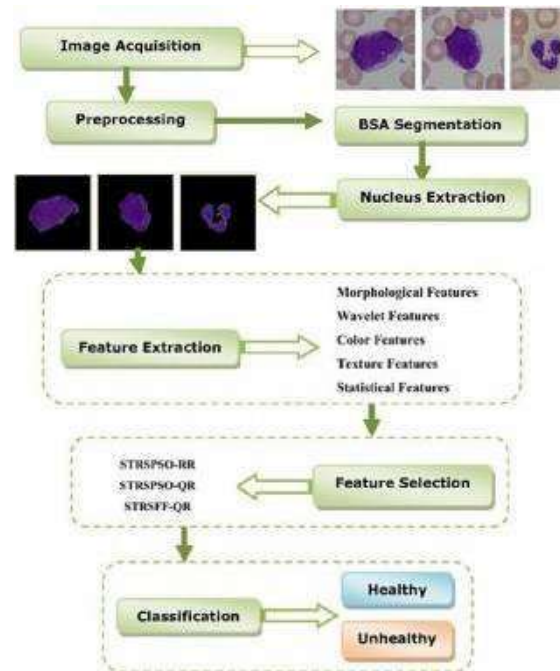 Image Acquisition
Preprocessing
BSA Segmentation
Nucleus Extraction
Morphological Features
Wavelet Features
Color Features
Texture Features
Statistical Features
Feature Extraction
STRSPSO-RR
STRSPSO-QR
STRSFF-QR
Feature Selection
Classification
Healthy
Unhealthy